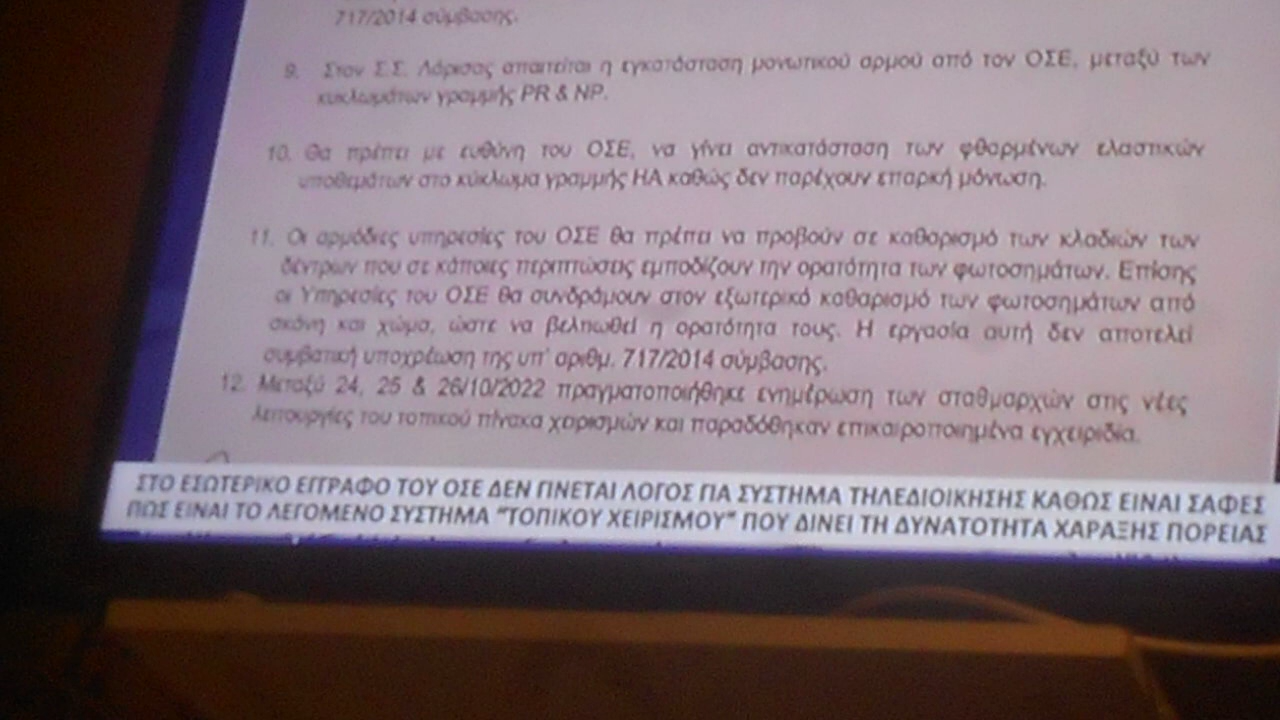 717/2014 σύμβασης.
9. Στον Σ.Σ. Λάρισας απαιτείται η εγκατάσταση μονωτικού αρμού από τον ΟΣΕ, μεταξύ των
κυκλωμάτων γραμμής PR & NP.
10. Θα πρέπει με ευθύνη του ΟΣΕ, να γίνει αντικατάσταση των φθαρμένων ελαστικών
υποθεμάτων στο κύκλωμα γραμμής ΗΑ καθώς δεν παρέχουν επαρκή μόνωση.
11. Οι αρμόδιες υπηρεσίες του ΟΣΕ θα πρέπει να προβούν σε καθαρισμό των κλαδιών των
δέντρων που σε κάποιες περιπτώσεις εμποδίζουν την ορατότητα των φωτοσημάτων. Επίσης
οι Υπηρεσίες του ΟΣΕ θα συνδράμουν στον εξωτερικό καθαρισμό των φωτοσημάτων από
σκόνη και χώμα, ώστε να βελτιωθεί η ορατότητα τους. Η εργασία αυτή δεν αποτελεί
συμβατική υποχρέωση της υπ' αριθμ. 717/2014 σύμβασης.
12. Μεταξύ 24, 25 & 26/10/2022 πραγματοποιήθηκε ενημέρωση των σταθμαρχών στις νέες
λειτουργίες του τοπικού πίνακα χειρισμών και παραδόθηκαν επικαιροποιημένα εγχειρίδια.
ΣΤΟ ΕΣΩΤΕΡΙΚΟ ΕΓΓΡΑΦΟ ΤΟΥ ΟΣΕ ΔΕΝ ΓΙΝΕΤΑΙ ΛΟΓΟΣ ΓΙΑ ΣΥΣΤΗΜΑ ΤΗΛΕΔΙΟΙΚΗΣΗΣ ΚΑΘΩΣ ΕΙΝΑΙ ΣΑΦΕΣ
ΠΩΣ ΕΙΝΑΙ ΤΟ ΛΕΓΟΜΕΝΟ ΣΥΣΤΗΜΑ "ΤΟΠΙΚΟΥ ΧΕΙΡΙΣΜΟΥ" ΠΟΥ ΔΙΝΕΙ ΤΗ ΔΥΝΑΤΟΤΗΤΑ ΧΑΡΑΞΗΣ ΠΟΡΕΙΑΣ